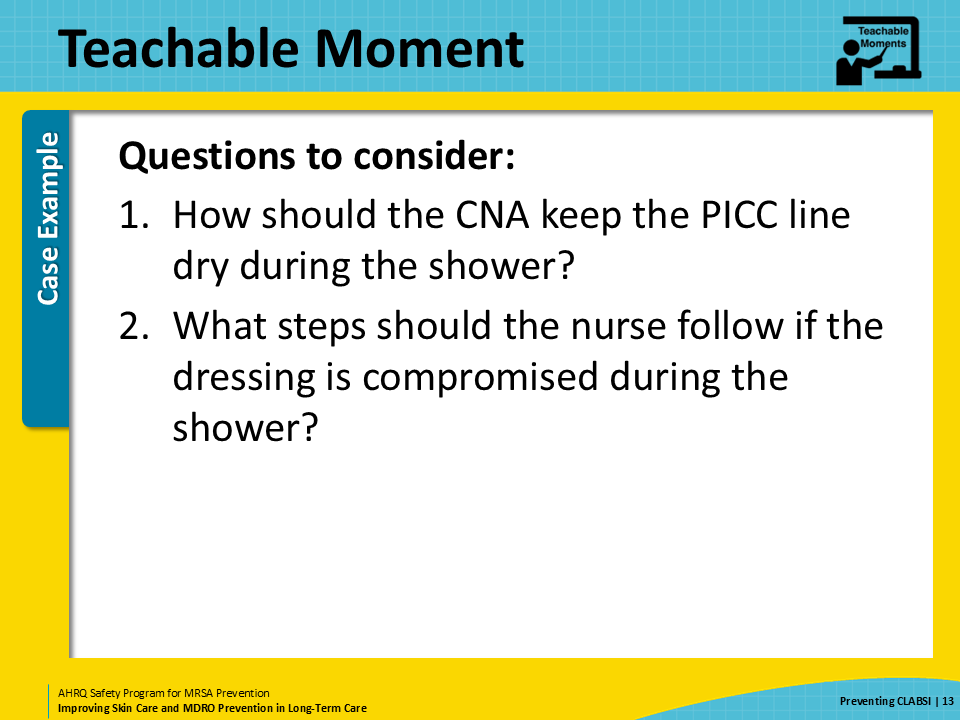 Teachable Moment
Teachable
Moments
Case Example
Questions to consider:
1. How should the CNA keep the PICC line
dry during the shower?
2. What steps should the nurse follow if the
dressing is compromised during the
shower?
AHRQ Safety Program for MRSA Prevention
Improving Skin Care and MDRO Prevention in Long-Term Care
Preventing CLABSI | 13